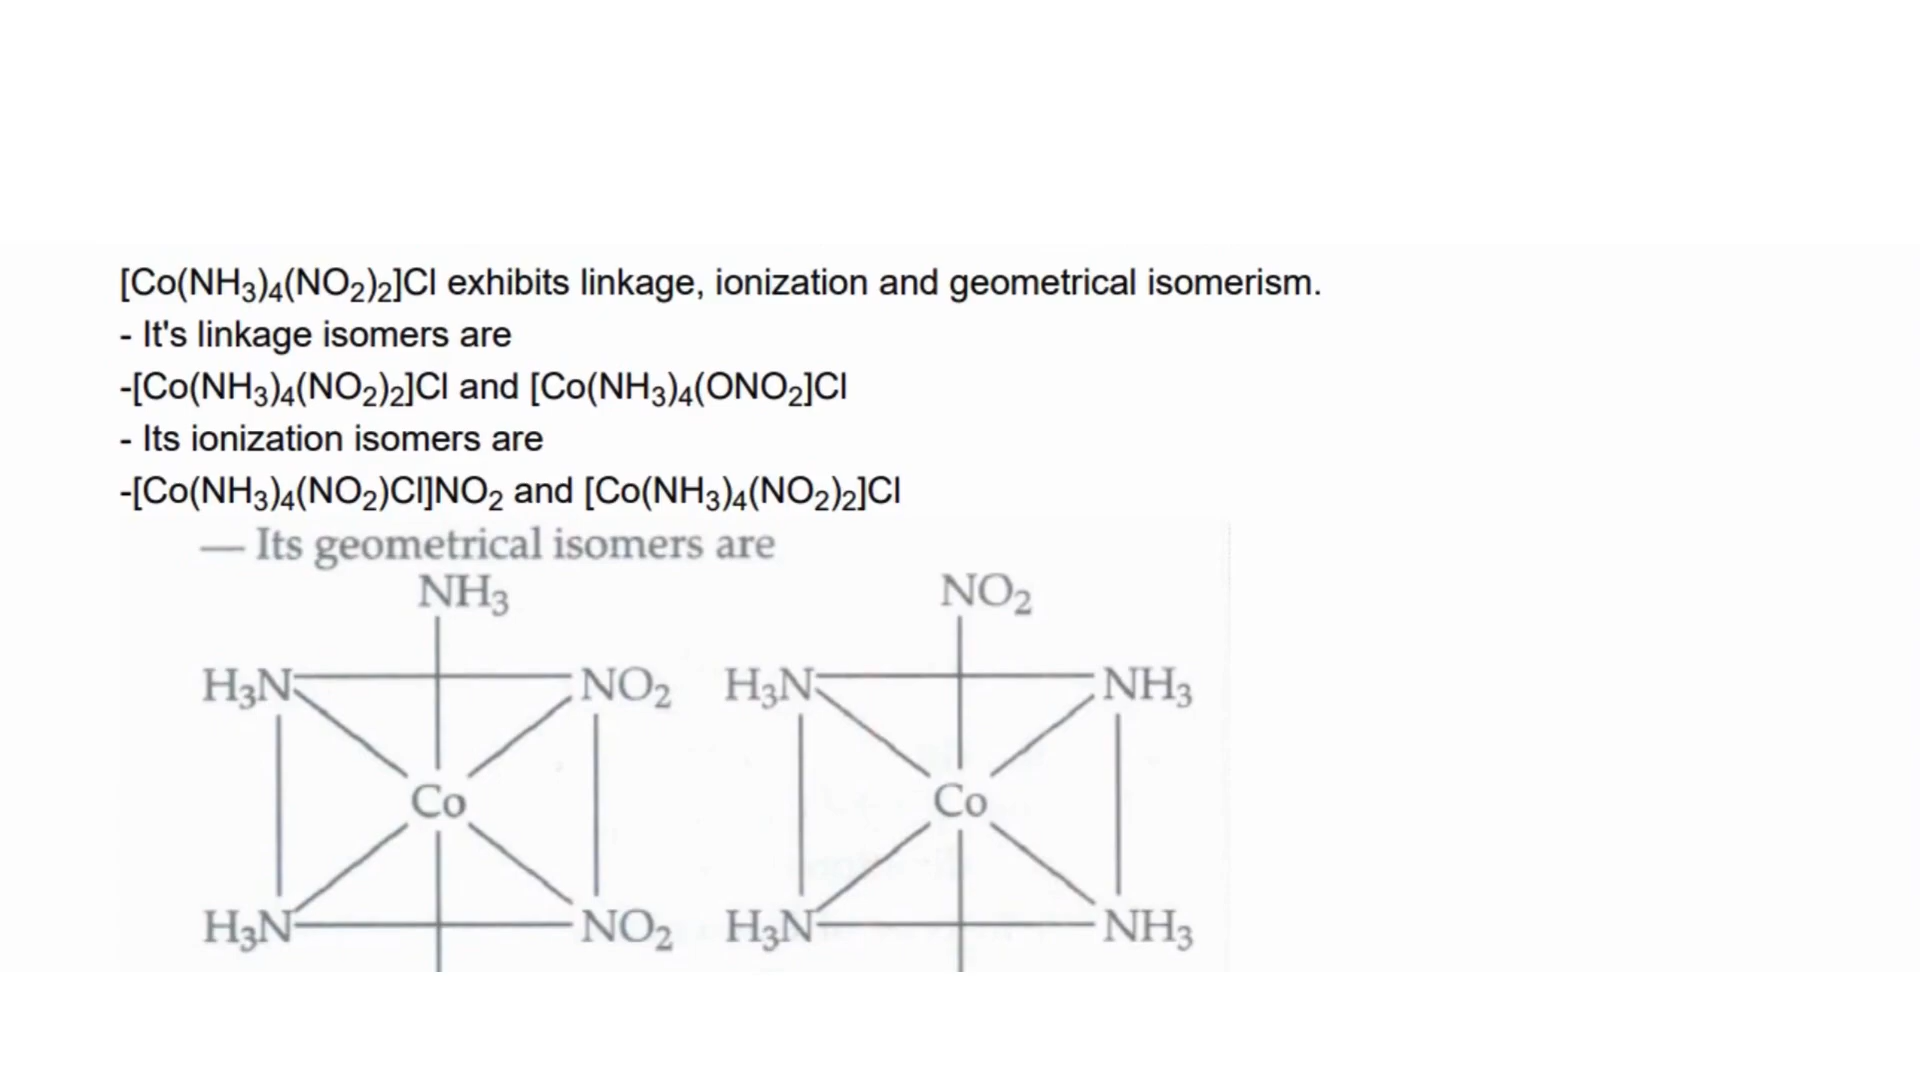 [Co(NH₃)₄(NO₂)₂]Cl exhibits linkage, ionization and geometrical isomerism.
- It's linkage isomers are
-[Co(NH₃)₄(NO₂)₂]Cl and [Co(NH₃)₄(ONO₂]Cl
- Its ionization isomers are
-[Co(NH₃)₄(NO₂)Cl]NO₂ and [Co(NH₃)₄(NO₂)₂]Cl
— Its geometrical isomers are
NH₃ NO₂
H₃N NO₂ H₃N NH₃
Co Co
H₃N NO₂ H₃N NH₃